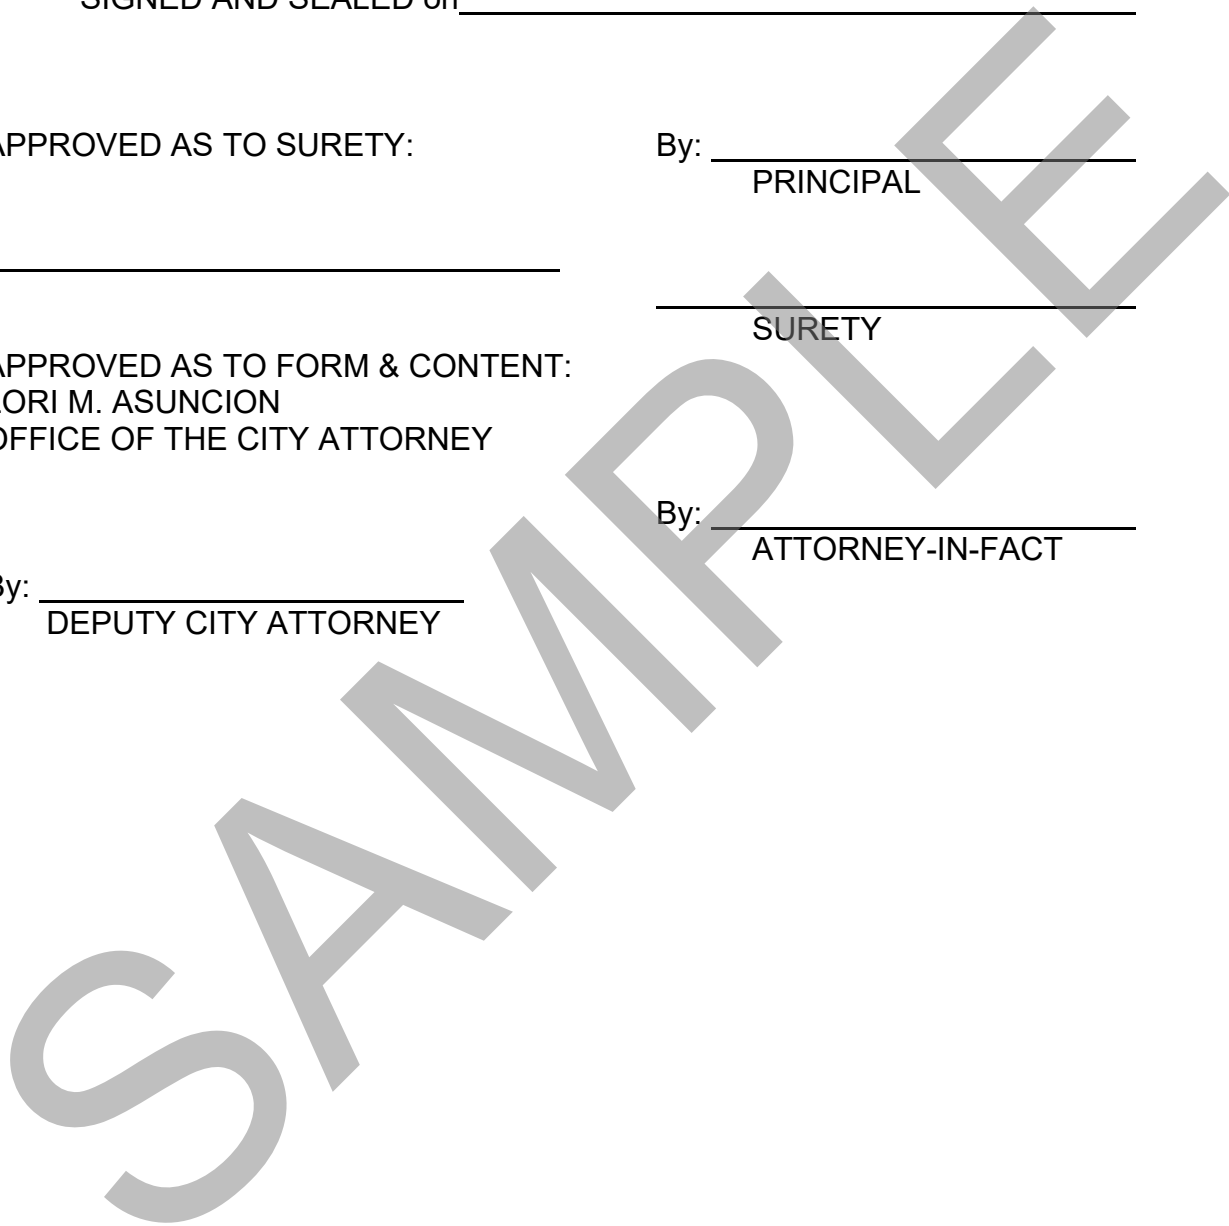 SIGNED AND SEALED on
APPROVED AS TO SURETY:
By:
PRINCIPAL
SURETY
APPROVED AS TO FORM & CONTENT:
LORI M. ASUNCION
OFFICE OF THE CITY ATTORNEY
By:
ATTORNEY-IN-FACT
By:
DEPUTY CITY ATTORNEY
SAMPLE